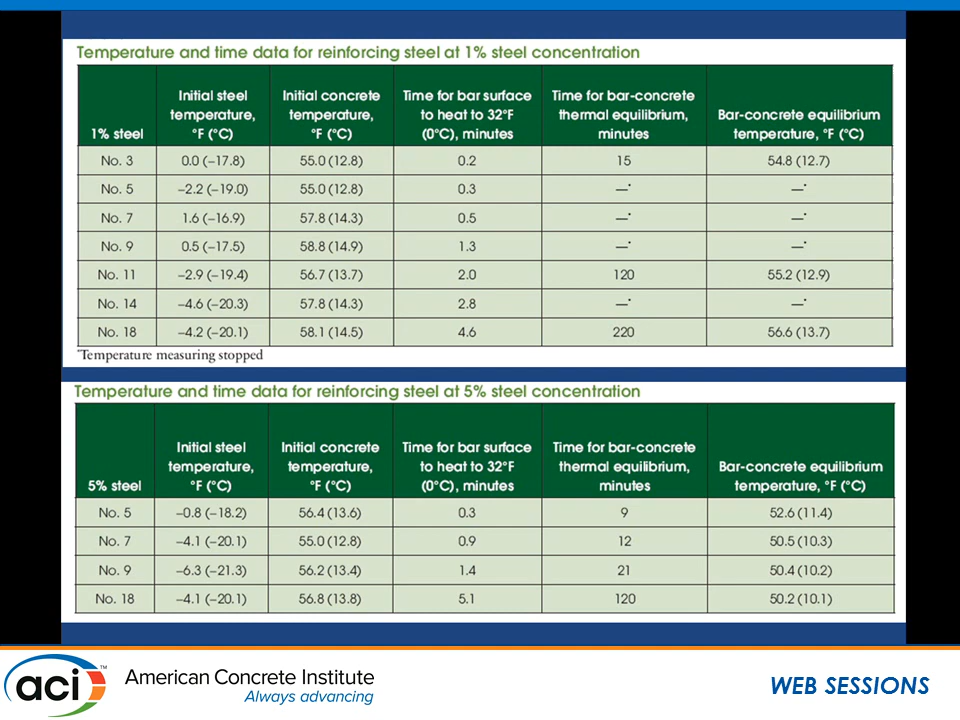 Temperature and time data for reinforcing steel at 1% steel concentration
1% steel Initial steel temperature, °F (°C) Initial concrete temperature, °F (°C) Time for bar surface to heat to 32°F (0°C), minutes Time for bar-concrete thermal equilibrium, minutes Bar-concrete equilibrium temperature, °F (°C)
No. 3 0.0 (−17.8) 55.0 (12.8) 0.2 15 54.8 (12.7)
No. 5 −2.2 (−19.0) 55.0 (12.8) 0.3 —* —*
No. 7 1.6 (−16.9) 57.8 (14.3) 0.5 —* —*
No. 9 0.5 (−17.5) 58.8 (14.9) 1.3 —* —*
No. 11 −2.9 (−19.4) 56.7 (13.7) 2.0 120 55.2 (12.9)
No. 14 −4.6 (−20.3) 57.8 (14.3) 2.8 —* —*
No. 18 −4.2 (−20.1) 58.1 (14.5) 4.6 220 56.6 (13.7)
*Temperature measuring stopped
Temperature and time data for reinforcing steel at 5% steel concentration
5% steel Initial steel temperature, °F (°C) Initial concrete temperature, °F (°C) Time for bar surface to heat to 32°F (0°C), minutes Time for bar-concrete thermal equilibrium, minutes Bar-concrete equilibrium temperature, °F (°C)
No. 5 −0.8 (−18.2) 56.4 (13.6) 0.3 9 52.6 (11.4)
No. 7 −4.1 (−20.1) 55.0 (12.8) 0.9 12 50.5 (10.3)
No. 9 −6.3 (−21.3) 56.2 (13.4) 1.4 21 50.4 (10.2)
No. 18 −4.1 (−20.1) 56.8 (13.8) 5.1 120 50.2 (10.1)
aci™
American Concrete Institute
Always advancing
WEB SESSIONS